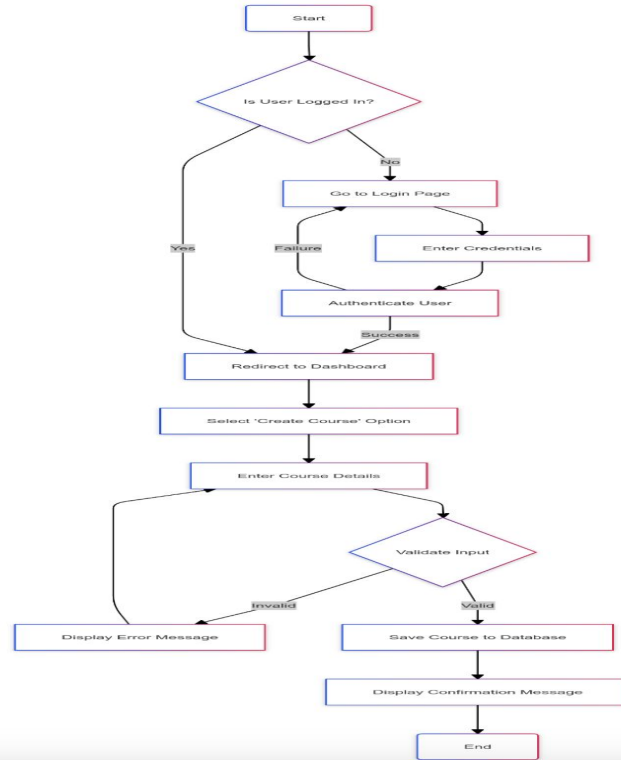 Start
Is User Logged In?
No
Go to Login Page
Yes
Failure
Enter Credentials
Authenticate User
Success
Redirect to Dashboard
Select 'Create Course' Option
Enter Course Details
Validate Input
Invalid
Valid
Display Error Message
Save Course to Database
Display Confirmation Message
End